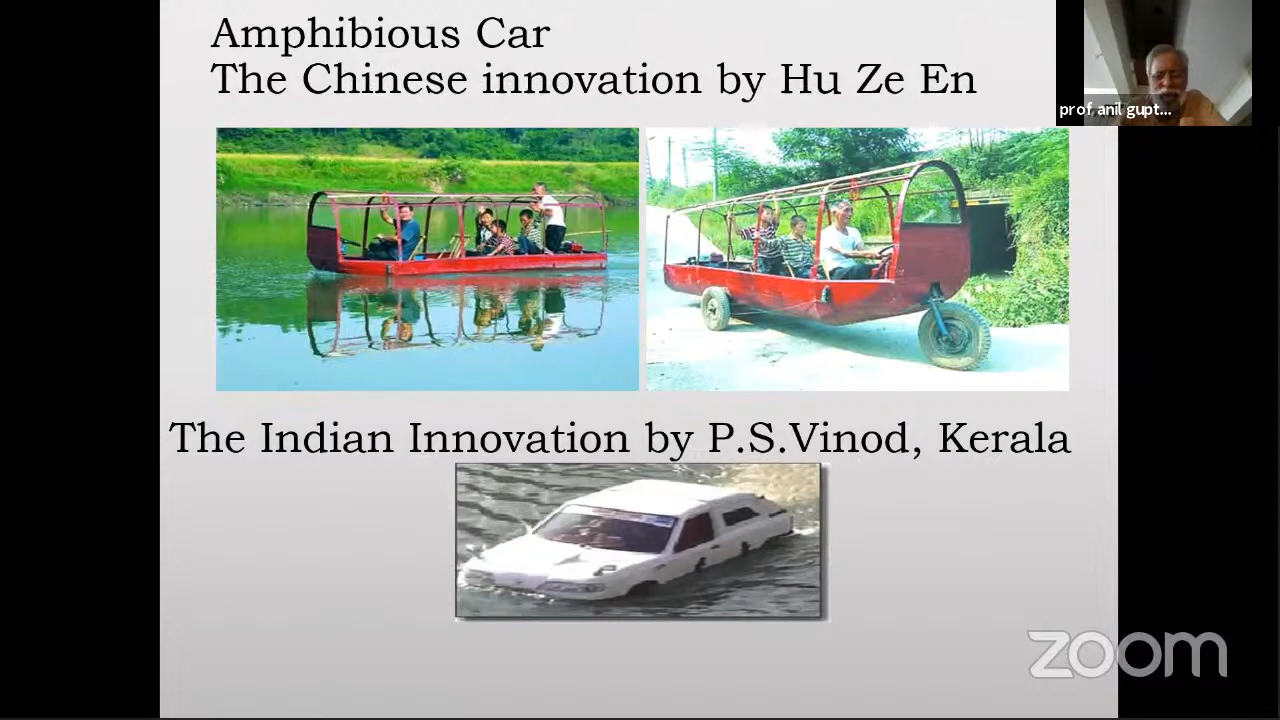 Amphibious Car
The Chinese innovation by Hu Ze En
prof anil gupt...
The Indian Innovation by P.S.Vinod, Kerala
zoom